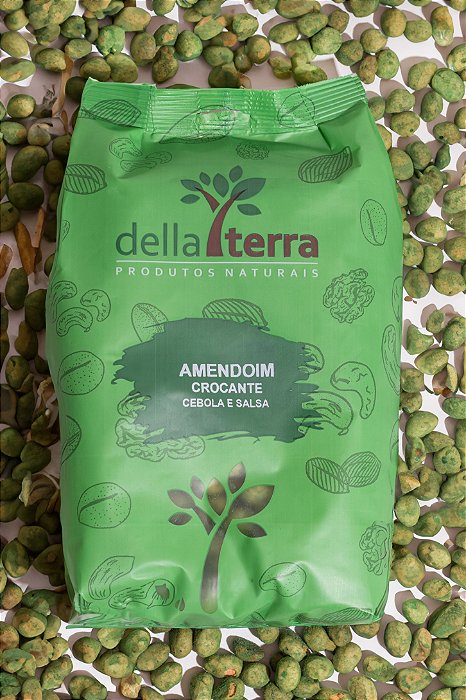 della terra
PRODUTOS NATURAIS
AMENDOIM
CROCANTE
CEBOLA E SALSA